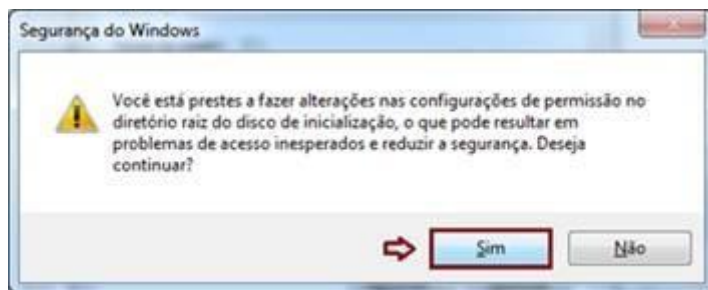 Segurança do Windows
Você está prestes a fazer alterações nas configurações de permissão no
diretório raiz do disco de inicialização, o que pode resultar em
problemas de acesso inesperados e reduzir a segurança. Deseja
continuar?
Sim
Não